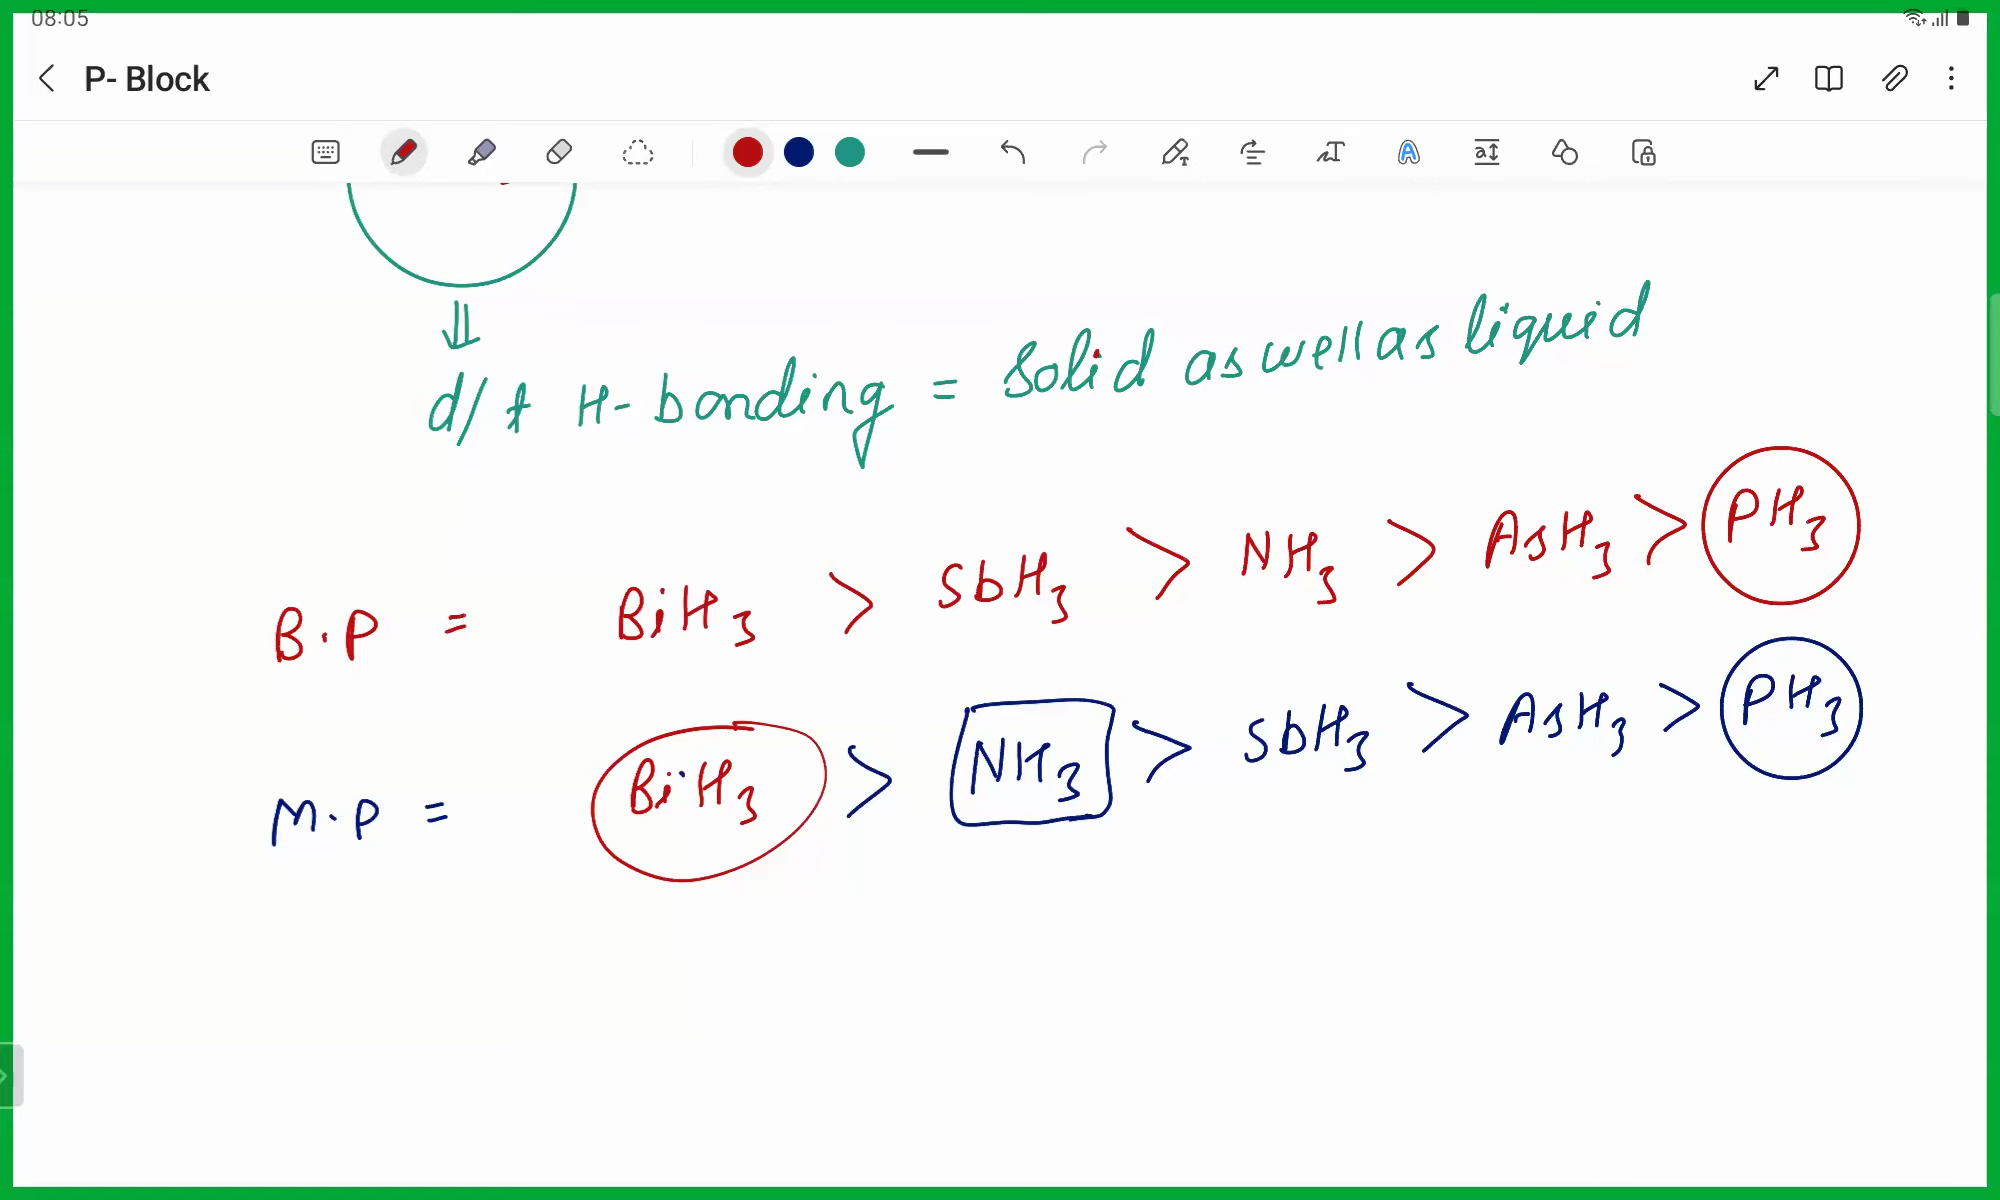 08:05
P- Block
d/t H-bonding = Solid as well as liquid
B.P = BiH3 > SbH3 > NH3 > AsH3 > PH3
M.P = BiH3 > NH3 > SbH3 > AsH3 > PH3